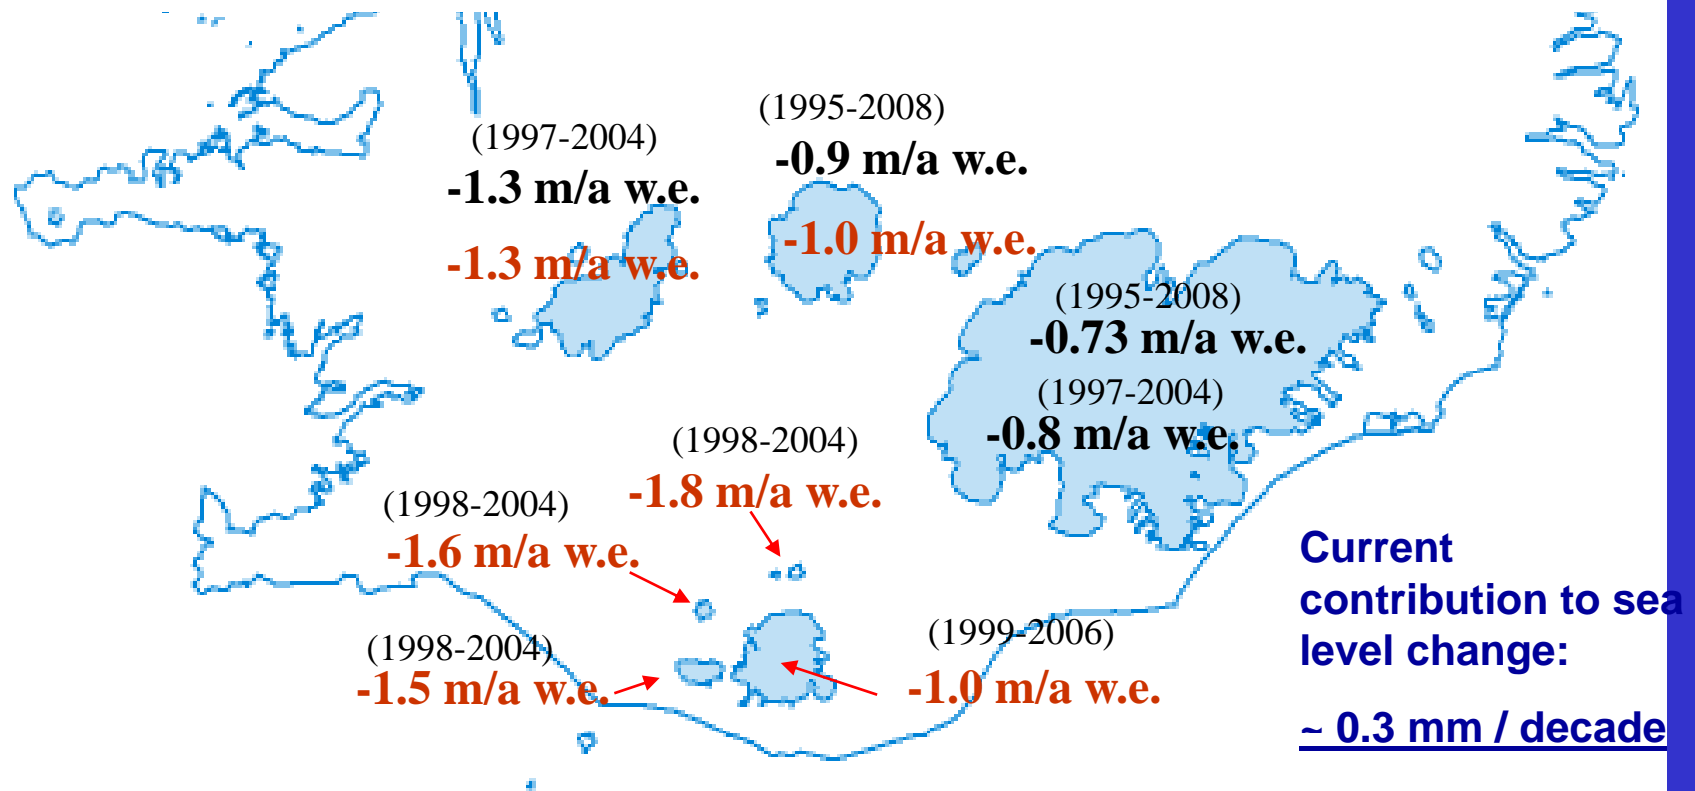 (1995-2008)
-0.9 m/a w.e.
-1.0 m/a w.e.
(1997-2004)
-1.3 m/a w.e.
-1.3 m/a w.e.
(1995-2008)
-0.73 m/a w.e.
(1997-2004)
-0.8 m/a w.e.
(1998-2004)
-1.8 m/a w.e.
(1998-2004)
-1.6 m/a w.e.
(1998-2004)
-1.5 m/a w.e.
(1999-2006)
-1.0 m/a w.e.
Current
contribution to sea
level change:
~ 0.3 mm / decade